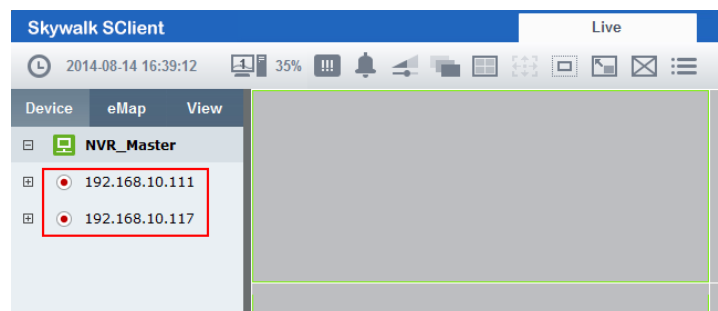 Skywalk SClient
Live
2014-08-14 16:39:12
1
35%
Device eMap View
NVR_Master
192.168.10.111
192.168.10.117